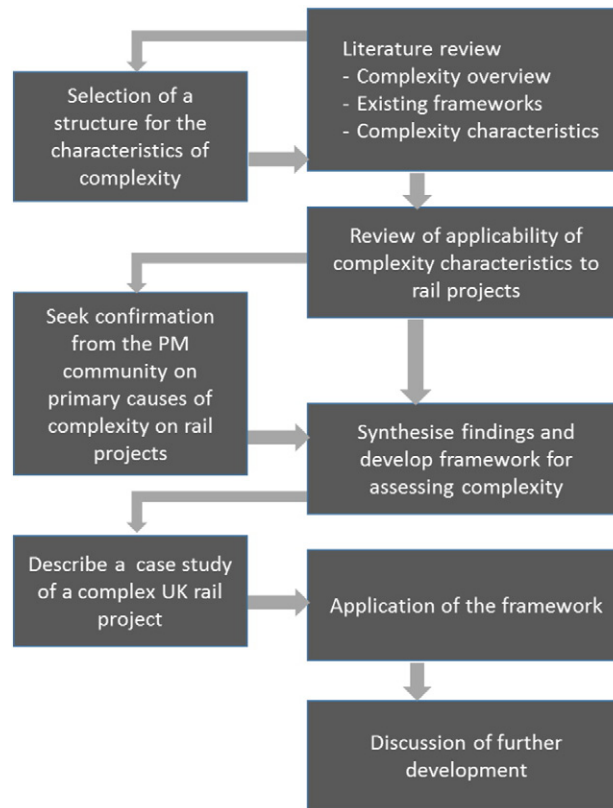 Literature review
- Complexity overview
- Existing frameworks
- Complexity characteristics
Selection of a
structure for the
characteristics of
complexity
Review of applicability of
complexity characteristics to
rail projects
Seek confirmation
from the PM
community on
primary causes of
complexity on rail
projects
Synthesise findings and
develop framework for
assessing complexity
Describe a case study
of a complex UK rail
project
Application of the framework
Discussion of further
development